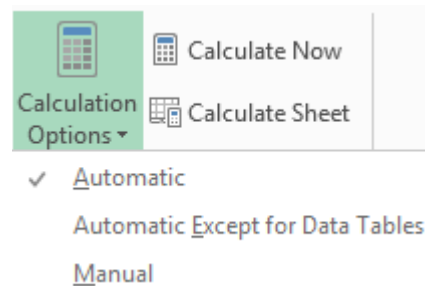 Calculation
Options
Calculate Now
Calculate Sheet
Automatic
Automatic Except for Data Tables
Manual